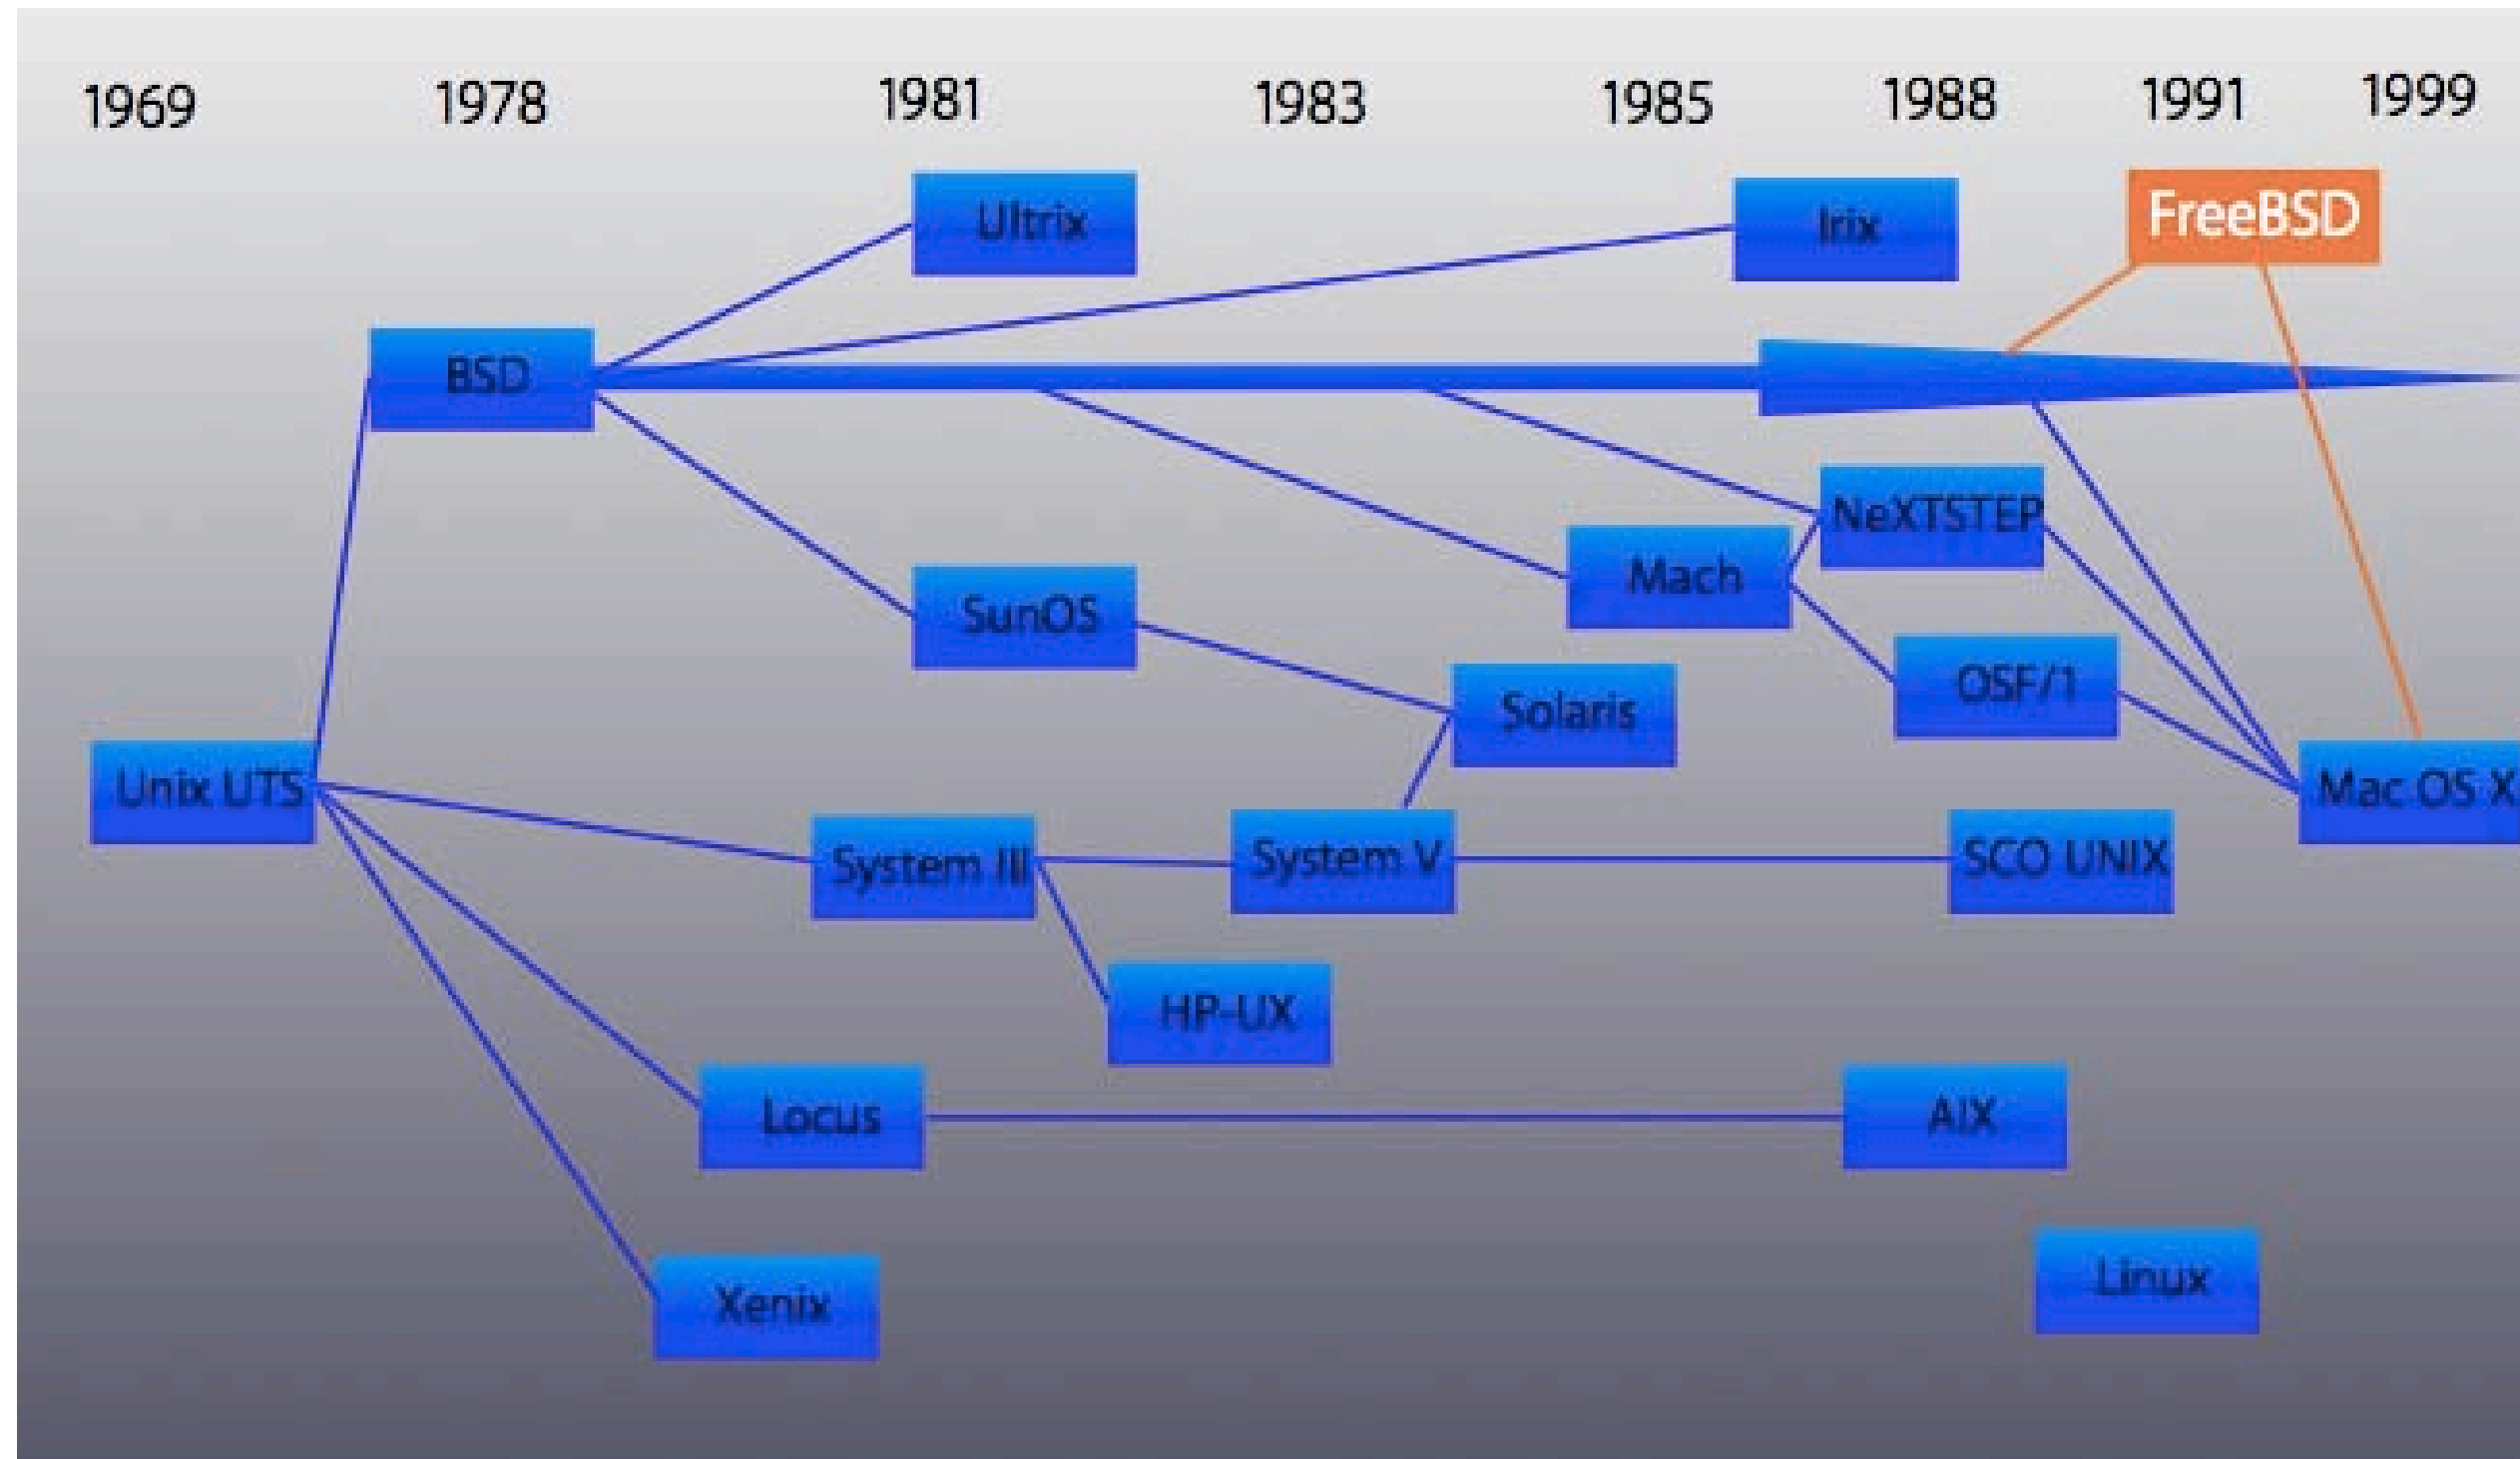 1969 1978 1981 1983 1985 1988 1991 1999
Ultrix
Irix
FreeBSD
BSD
NeXTSTEP
Mach
SunOS
OSF/1
Solaris
Unix UTS
Mac OS X
System III
System V
SCO UNIX
HP-UX
Locus
AIX
Linux
Xenix